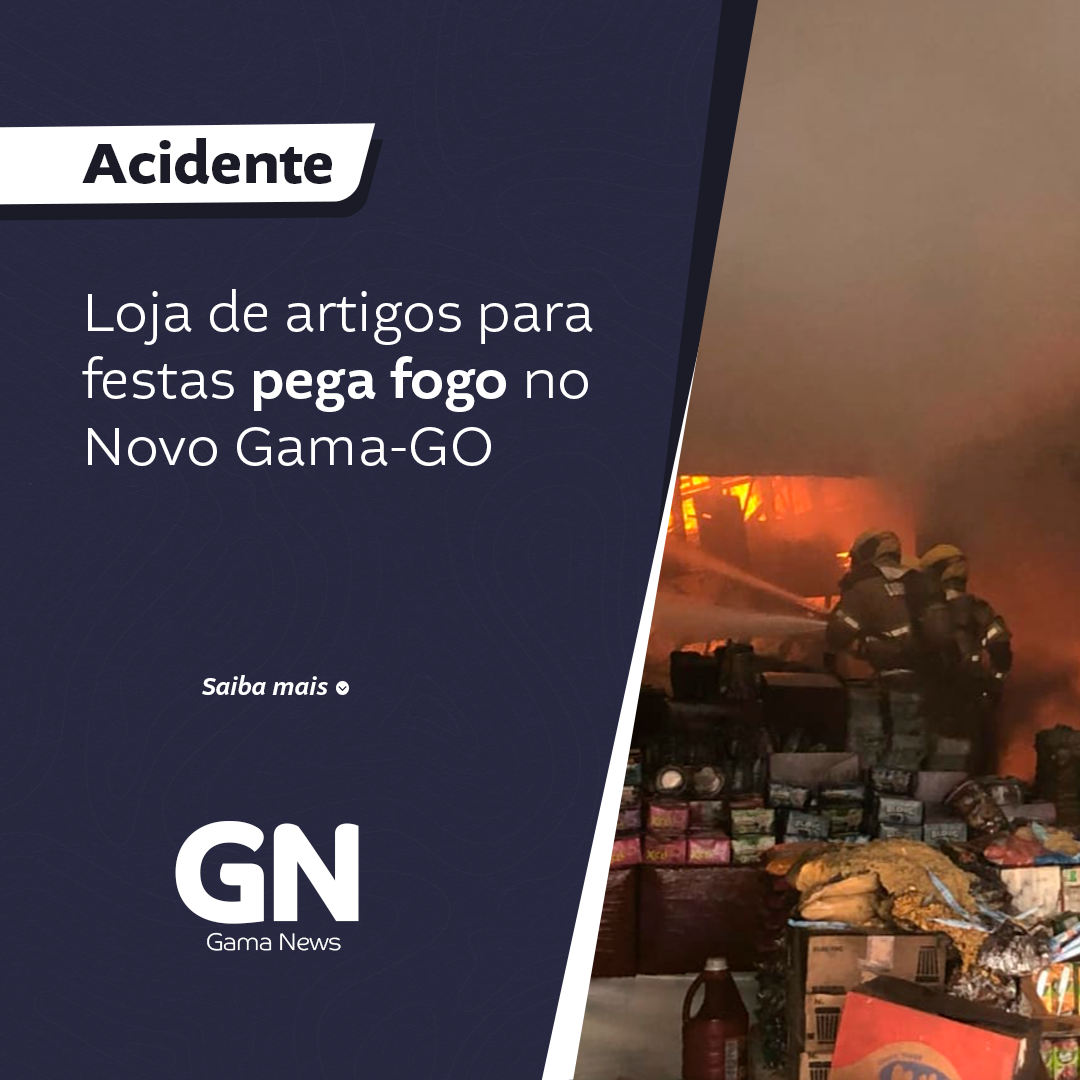 Acidente
Loja de artigos para
festas pega fogo no
Novo Gama-GO
Saiba mais
GN
Gama News